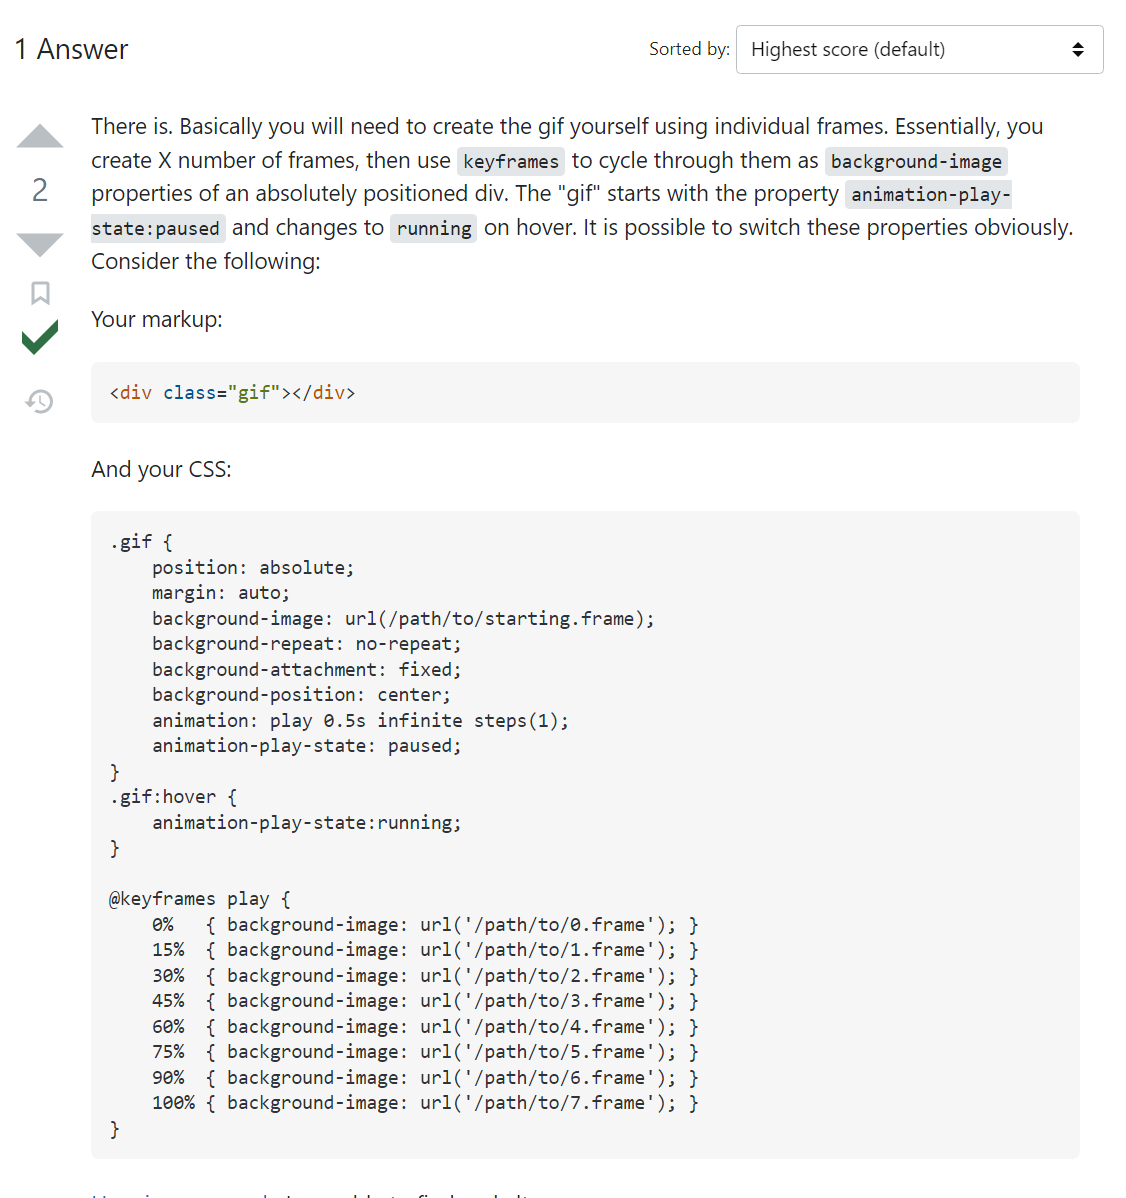 1 Answer
Sorted by: Highest score (default)
There is. Basically you will need to create the gif yourself using individual frames. Essentially, you
create X number of frames, then use keyframes to cycle through them as background-image
properties of an absolutely positioned div. The "gif" starts with the property animation-play-
state:paused and changes to running on hover. It is possible to switch these properties obviously.
Consider the following:
2
Your markup:
<div class="gif"></div>
And your CSS:
.gif {
    position: absolute;
    margin: auto;
    background-image: url(/path/to/starting.frame);
    background-repeat: no-repeat;
    background-attachment: fixed;
    background-position: center;
    animation: play 0.5s infinite steps(1);
    animation-play-state: paused;
}
.gif:hover {
    animation-play-state:running;
}
@keyframes play {
    0%   { background-image: url('/path/to/0.frame'); }
    15%  { background-image: url('/path/to/1.frame'); }
    30%  { background-image: url('/path/to/2.frame'); }
    45%  { background-image: url('/path/to/3.frame'); }
    60%  { background-image: url('/path/to/4.frame'); }
    75%  { background-image: url('/path/to/5.frame'); }
    90%  { background-image: url('/path/to/6.frame'); }
    100% { background-image: url('/path/to/7.frame'); }
}